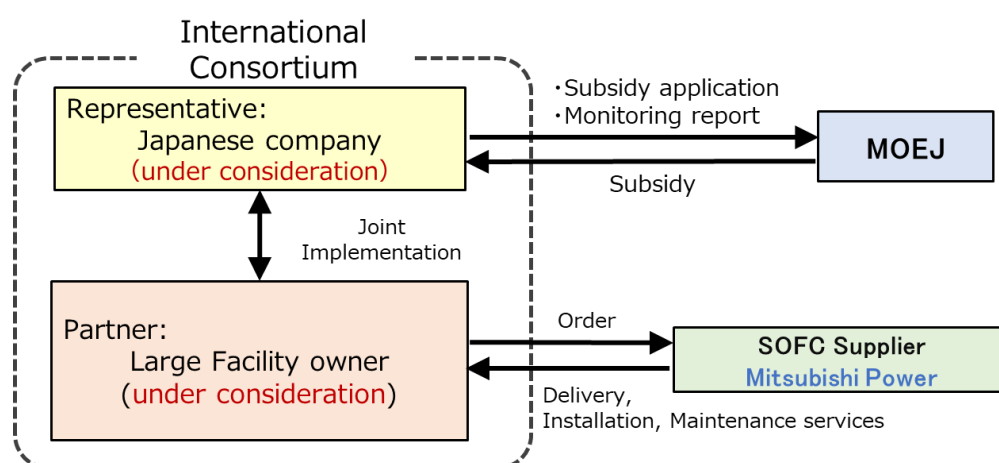 International
Consortium
Representative:
Japanese company
(under consideration)
・Subsidy application
・Monitoring report
MOEJ
Subsidy
Joint
Implementation
Partner:
Large Facility owner
(under consideration)
Order
SOFC Supplier
Mitsubishi Power
Delivery,
Installation, Maintenance services